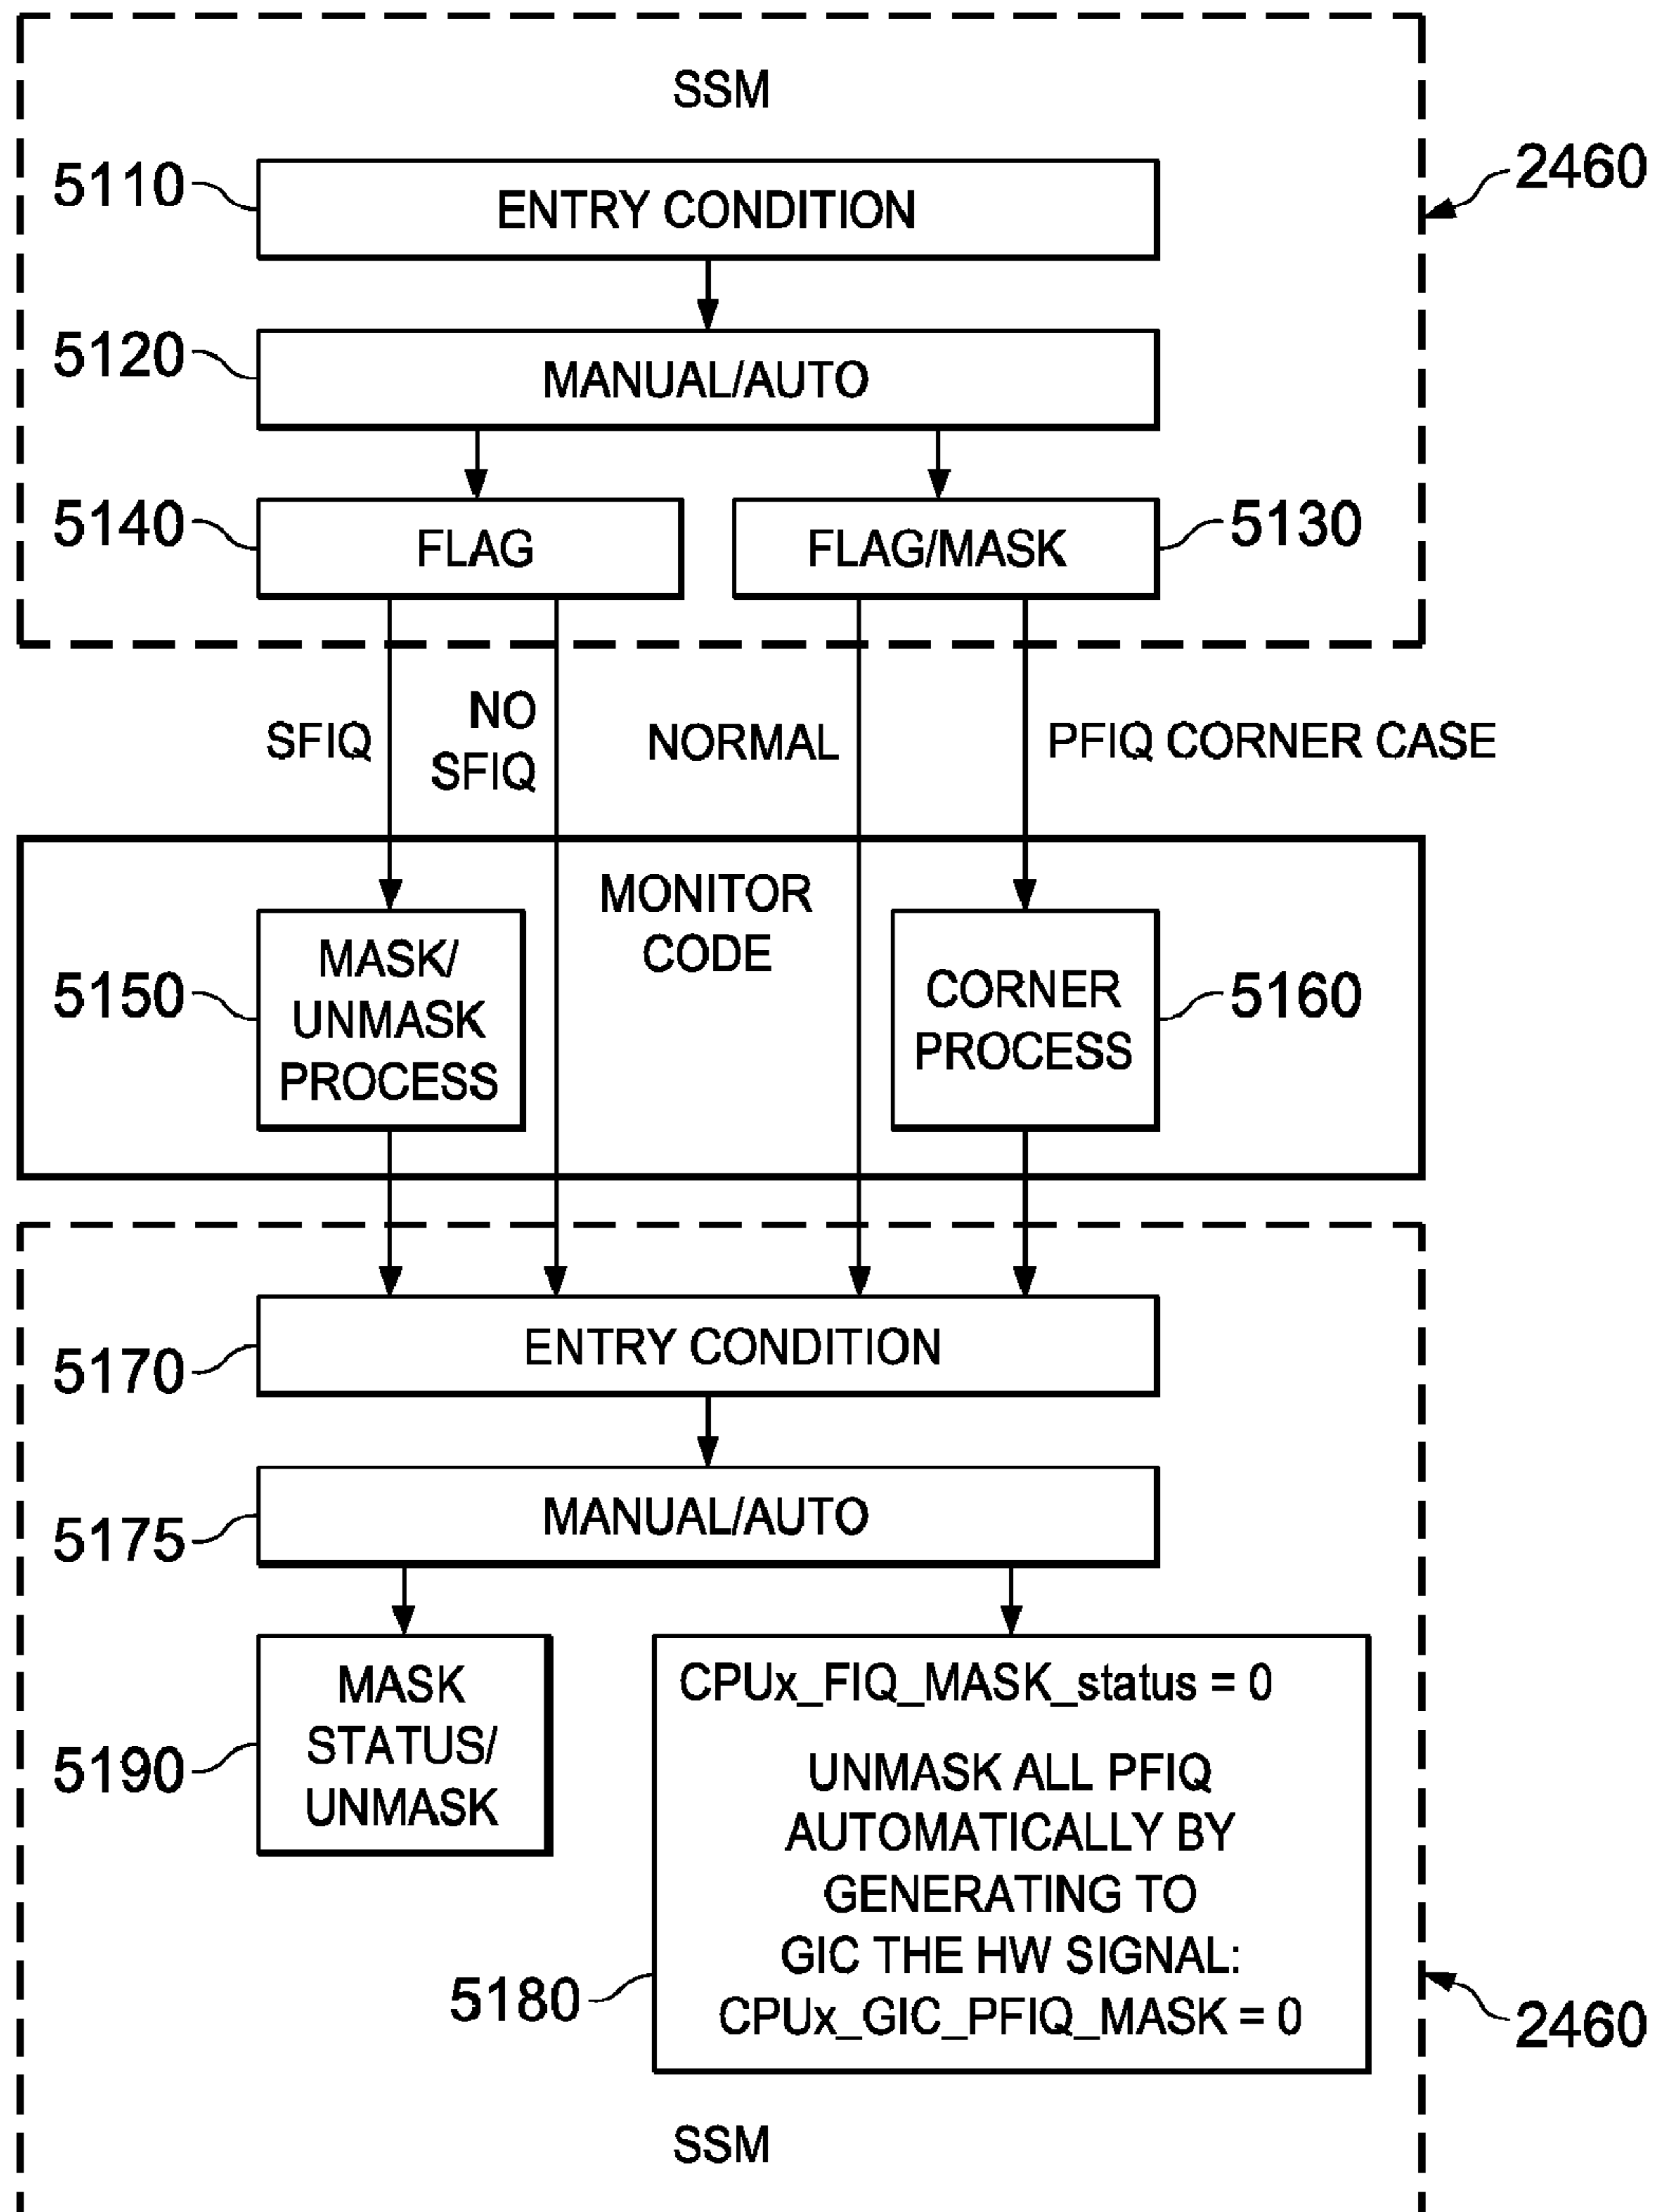 SSM
5110
ENTRY CONDITION
2460
5120
MANUAL/AUTO
5140
FLAG
FLAG/MASK
5130
SFIQ
NO
SFIQ
NORMAL
PFIQ CORNER CASE
MONITOR
CODE
5150
MASK/
UNMASK
PROCESS
CORNER
PROCESS
5160
5170
ENTRY CONDITION
5175
MANUAL/AUTO
5190
MASK
STATUS/
UNMASK
CPUx_FIQ_MASK_status = 0
UNMASK ALL PFIQ
AUTOMATICALLY BY
GENERATING TO
GIC THE HW SIGNAL:
CPUx_GIC_PFIQ_MASK = 0
5180
2460
SSM